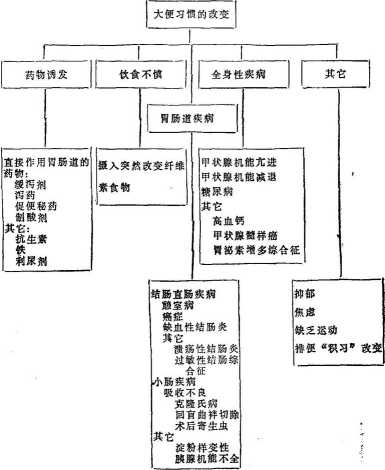 大便习惯的改变
药物诱发
饮食不慎
全身性疾病
其它
胃肠道疾病
直接作用胃肠道的
药物:
缓泻剂
泻药
促便秘药
制酸剂
其它:
抗生素
铁
利尿剂
摄入突然改变纤维
素食物
甲状腺机能亢进
甲状腺机能减退
糖尿病
其它
高血钙
甲状腺髓样癌
胃泌素增多综合征
结肠直肠疾病
憩室病
癌症
缺血性结肠炎
其它
溃疡性结肠炎
过敏性结肠综
合征
小肠疾病
吸收不良
克隆氏病
回盲曲袢切除
术后寄生虫
其它
淀粉样变性
胰腺机能不全
抑部
焦虑
缺乏运动
排便“积习”改变